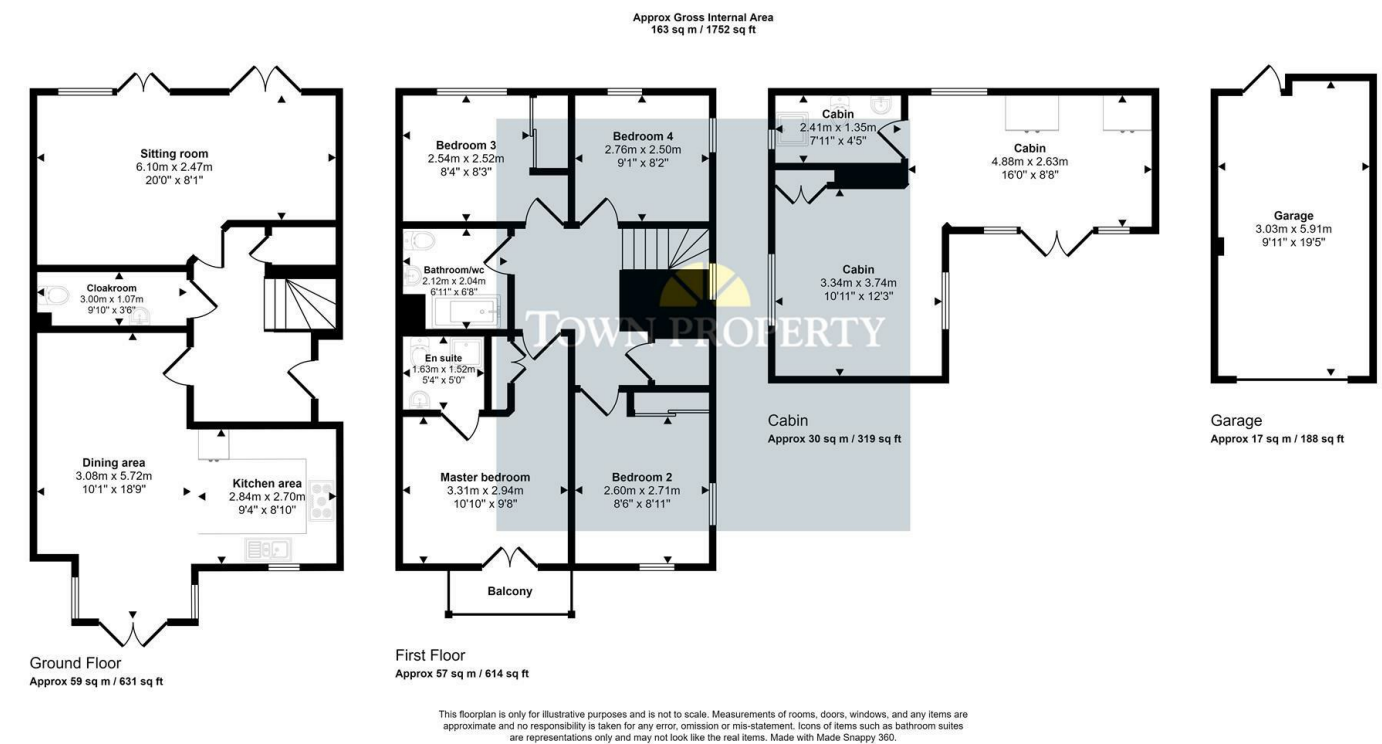 Approx Gross Internal Area
163 sq m / 1752 sq ft
Sitting room
6.10m x 2.47m
20'0" x 8'1"
Cloakroom
3.00m x 1.07m
9'10" x 3'6"
Dining area
3.08m x 5.72m
10'1" x 18'9"
Kitchen area
2.84m x 2.70m
9'4" x 8'10"
Ground Floor
Approx 59 sq m / 631 sq ft
Bedroom 3
2.54m x 2.52m
8'4" x 8'3"
Bedroom 4
2.76m x 2.50m
9'1" x 8'2"
Bathroom/wc
2.12m x 2.04m
6'11" x 6'8"
En suite
1.63m x 1.52m
5'4" x 5'0"
Master bedroom
3.31m x 2.94m
10'10" x 9'8"
Bedroom 2
2.60m x 2.71m
8'6" x 8'11"
Balcony
First Floor
Approx 57 sq m / 614 sq ft
TOWN PROPERTY
Cabin
2.41m x 1.35m
7'11" x 4'5"
Cabin
4.88m x 2.63m
16'0" x 8'8"
Cabin
3.34m x 3.74m
10'11" x 12'3"
Cabin
Approx 30 sq m / 319 sq ft
Garage
3.03m x 5.91m
9'11" x 19'5"
Garage
Approx 17 sq m / 188 sq ft
This floorplan is only for illustrative purposes and is not to scale. Measurements of rooms, doors, windows, and any items are
approximate and no responsibility is taken for any error, omission or mis-statement. Icons of items such as bathroom suites
are representations only and may not look like the real items. Made with Made Snappy 360.